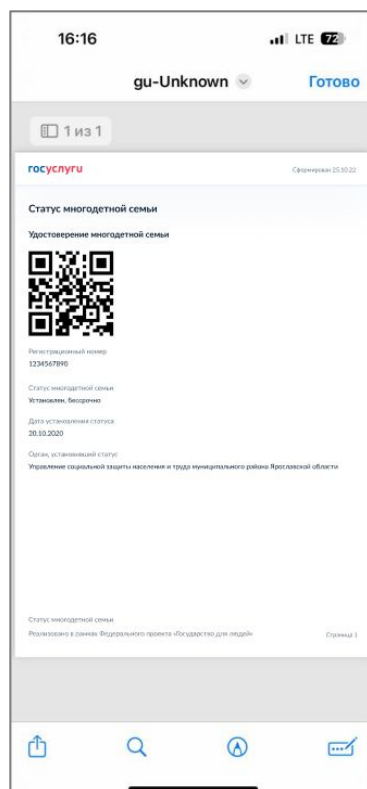 16:16
LTE 72
gu-Unknown
Готово
1 из 1
госуслуги
Сформирован 25.10.22
Статус многодетной семьи
Удостоверение многодетной семьи
Регистрационный номер
1234567890
Статус многодетной семьи
Установлен, бессрочно
Дата установления статуса
20.10.2020
Орган, установивший статус
Управление социальной защиты населения и труда муниципального района Ярославской области
Статус многодетной семьи
Реализовано в рамках Федерального проекта «Государство для людей»
Страница 1